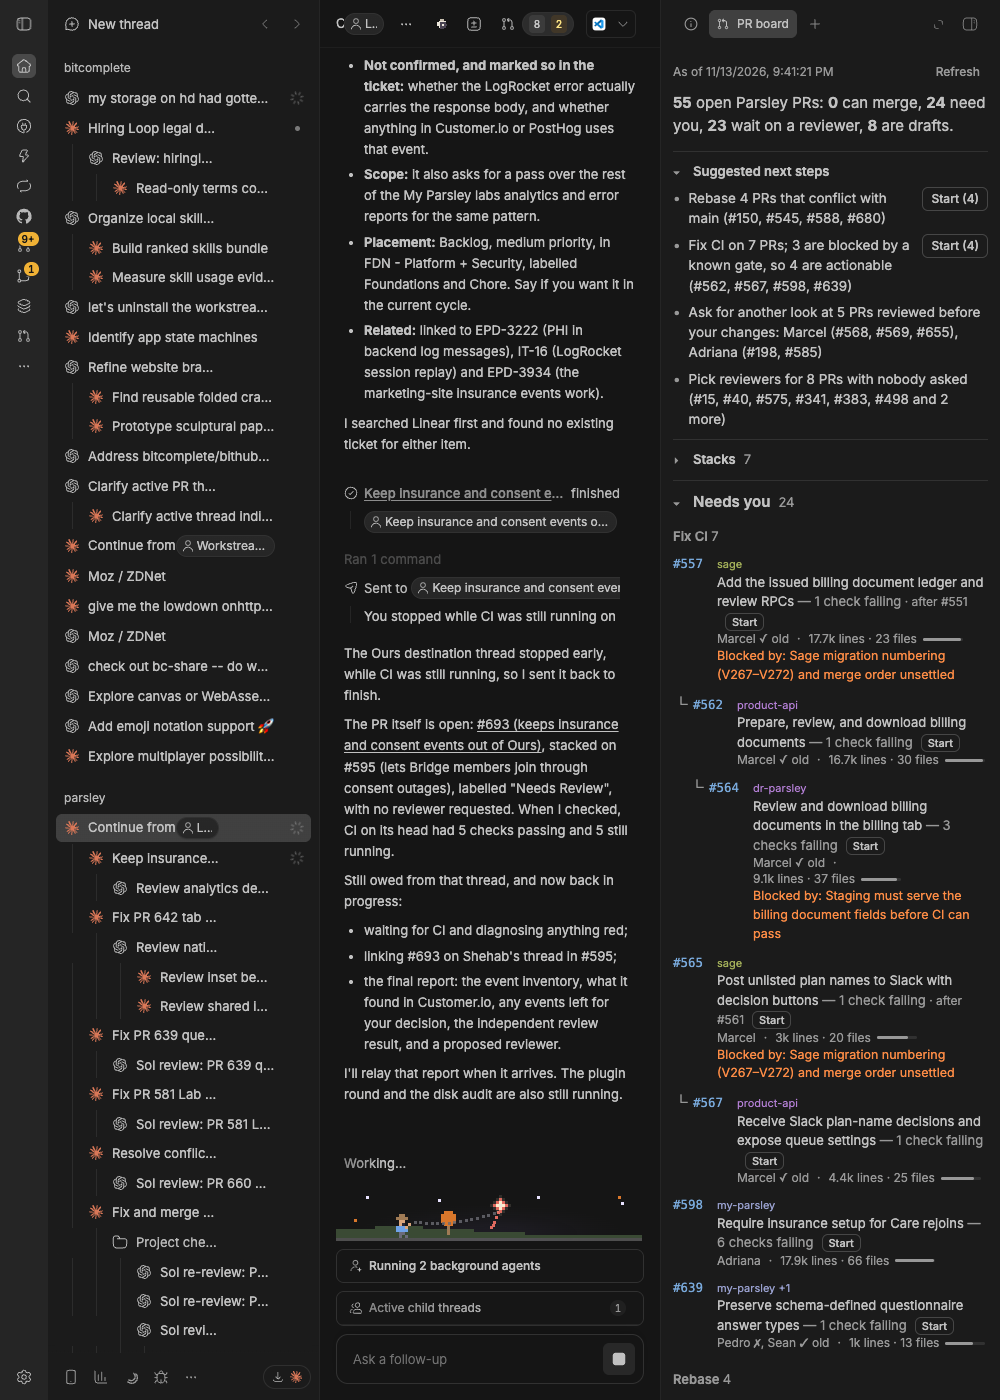 New thread
bitcomplete
my storage on hd had gotte...
Hiring Loop legal d...
Review: hiringl...
Read-only terms co...
Organize local skill...
9+
Build ranked skills bundle
1
Measure skill usage evid...
let's uninstall the workstrea...
Identify app state machines
Refine website bra...
Find reusable folded cra...
Prototype sculptural pap...
Address bitcomplete/bithub...
Clarify active PR th...
Clarify active thread indi...
Continue from Workstrea...
Moz / ZDNet
give me the lowdown onhttp...
Moz / ZDNet
check out bc-share -- do w...
Explore canvas or WebAsse...
Add emoji notation support 🚀
Explore multiplayer possibilit...
parsley
Continue from L...
Keep insurance...
Review analytics de...
Fix PR 642 tab ...
Review nati...
Review inset be...
Review shared i...
Fix PR 639 que...
Sol review: PR 639 q...
Fix PR 581 Lab ...
Sol review: PR 581 L...
Resolve conflic...
Sol review: PR 660 ...
Fix and merge ...
Project che...
Sol re-review: P...
Sol re-review: P...
Sol revi...
L..
8 2
• Not confirmed, and marked so in the
ticket: whether the LogRocket error actually
carries the response body, and whether
anything in Customer.io or PostHog uses
that event.
• Scope: it also asks for a pass over the rest
of the My Parsley labs analytics and error
reports for the same pattern.
• Placement: Backlog, medium priority, in
FDN - Platform + Security, labelled
Foundations and Chore. Say if you want it in
the current cycle.
• Related: linked to EPD-3222 (PHI in
backend log messages), IT-16 (LogRocket
session replay) and EPD-3934 (the
marketing-site insurance events work).
I searched Linear first and found no existing
ticket for either item.
Keep insurance and consent e... finished
Keep insurance and consent events o...
Ran 1 command
Sent to Keep insurance and consent ever
You stopped while CI was still running on
The Ours destination thread stopped early,
while CI was still running, so I sent it back to
finish.
The PR itself is open: #693 (keeps insurance
and consent events out of Ours), stacked on
#595 (lets Bridge members join through
consent outages), labelled "Needs Review",
with no reviewer requested. When I checked,
CI on its head had 5 checks passing and 5 still
running.
Still owed from that thread, and now back in
progress:
• waiting for CI and diagnosing anything red;
• linking #693 on Shehab's thread in #595;
• the final report: the event inventory, what it
found in Customer.io, any events left for
your decision, the independent review
result, and a proposed reviewer.
I'll relay that report when it arrives. The plugin
round and the disk audit are also still running.
Working...
Running 2 background agents
Active child threads 1
Ask a follow-up
PR board
As of 11/13/2026, 9:41:21 PM Refresh
55 open Parsley PRs: 0 can merge, 24 need
you, 23 wait on a reviewer, 8 are drafts.
Suggested next steps
• Rebase 4 PRs that conflict with Start (4)
main (#150, #545, #588, #680)
• Fix CI on 7 PRs; 3 are blocked by a Start (4)
known gate, so 4 are actionable
(#562, #567, #598, #639)
• Ask for another look at 5 PRs reviewed before
your changes: Marcel (#568, #569, #655),
Adriana (#198, #585)
• Pick reviewers for 8 PRs with nobody asked
(#15, #40, #575, #341, #383, #498 and 2
more)
Stacks 7
Needs you 24
Fix CI 7
#557 sage
Add the issued billing document ledger and
review RPCs — 1 check failing · after #551
Start
Marcel ✓ old · 17.7k lines · 23 files
Blocked by: Sage migration numbering
(V267–V272) and merge order unsettled
└ #562 product-api
Prepare, review, and download billing
documents — 1 check failing Start
Marcel ✓ old · 16.7k lines · 30 files
└ #564 dr-parsley
Review and download billing
documents in the billing tab — 3
checks failing Start
Marcel ✓ old ·
9.1k lines · 37 files
Blocked by: Staging must serve the
billing document fields before CI can
pass
#565 sage
Post unlisted plan names to Slack with
decision buttons — 1 check failing · after
#561 Start
Marcel · 3k lines · 20 files
Blocked by: Sage migration numbering
(V267–V272) and merge order unsettled
└ #567 product-api
Receive Slack plan-name decisions and
expose queue settings — 1 check failing
Start
Marcel ✓ old · 4.4k lines · 25 files
#598 my-parsley
Require insurance setup for Care rejoins —
6 checks failing Start
Adriana · 17.9k lines · 66 files
#639 my-parsley +1
Preserve schema-defined questionnaire
answer types — 1 check failing Start
Pedro ✗, Sean ✓ old · 1k lines · 13 files
Rebase 4